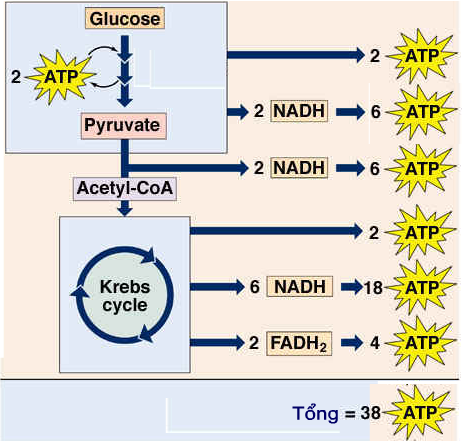 Glucose
2 ATP
2 ATP
Pyruvate
2 NADH 6 ATP
2 NADH 6 ATP
Acetyl-CoA
2 ATP
Krebs
cycle
6 NADH 18 ATP
2 FADH₂ 4 ATP
Tổng = 38 ATP